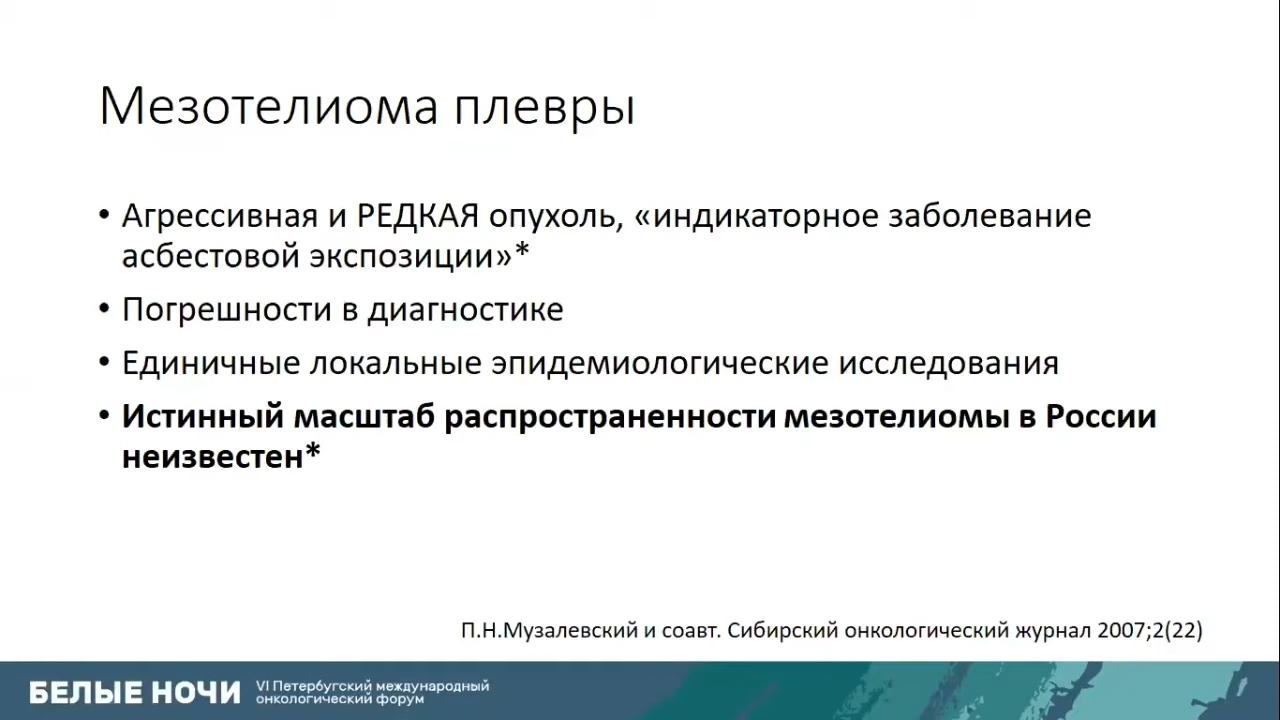 Мезотелиома плевры
• Агрессивная и РЕДКАЯ опухоль, «индикаторное заболевание
асбестовой экспозиции»*
• Погрешности в диагностике
• Единичные локальные эпидемиологические исследования
• Истинный масштаб распространенности мезотелиомы в России
неизвестен*
П.Н.Музалевский и соавт. Сибирский онкологический журнал 2007;2(22)
БЕЛЫЕ НОЧИ
VI Петербургский международный
онкологический форум